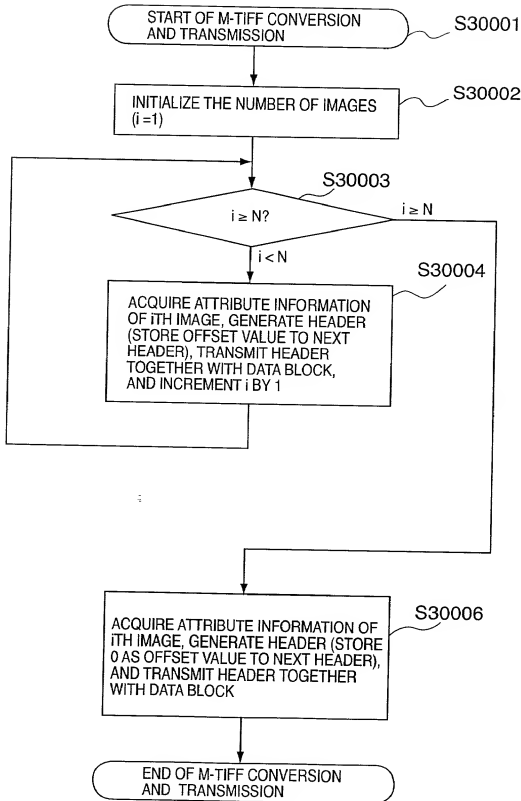 START OF M-TIFF CONVERSION
AND TRANSMISSION
S30001
INITIALIZE THE NUMBER OF IMAGES
(i =1)
S30002
S30003
i ≥ N?
i ≥ N
i < N
S30004
ACQUIRE ATTRIBUTE INFORMATION
OF iTH IMAGE, GENERATE HEADER
(STORE OFFSET VALUE TO NEXT
HEADER), TRANSMIT HEADER
TOGETHER WITH DATA BLOCK,
AND INCREMENT i BY 1
S30006
ACQUIRE ATTRIBUTE INFORMATION OF
iTH IMAGE, GENERATE HEADER (STORE
0 AS OFFSET VALUE TO NEXT HEADER),
AND TRANSMIT HEADER TOGETHER
WITH DATA BLOCK
END OF M-TIFF CONVERSION
AND TRANSMISSION